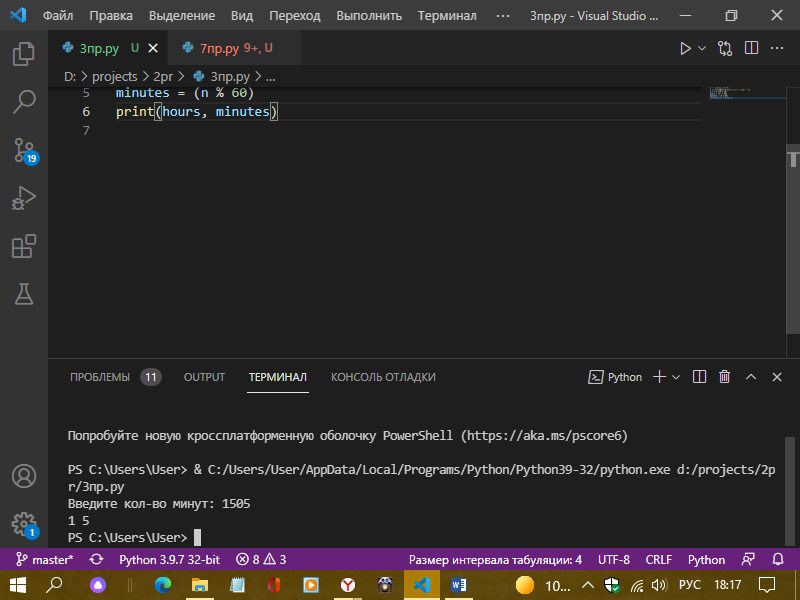 Файл Правка Выделение Вид Переход Выполнить Терминал ··· 3пр.py - Visual Studio ...
3пр.py U 7пр.py 9+, U
D: > projects > 2pr > 3пр.py > ...
5 minutes = (n % 60)
6 print(hours, minutes)
7
19
ПРОБЛЕМЫ 11 OUTPUT ТЕРМИНАЛ КОНСОЛЬ ОТЛАДКИ Python
Попробуйте новую кроссплатформенную оболочку PowerShell (https://aka.ms/pscore6)
PS C:\Users\User> & C:/Users/User/AppData/Local/Programs/Python/Python39-32/python.exe d:/projects/2p
r/3пр.py
Введите кол-во минут: 1505
1 5
PS C:\Users\User>
1
master* Python 3.9.7 32-bit 8 3 Размер интервала табуляции: 4 UTF-8 CRLF Python
10... РУС 18:17